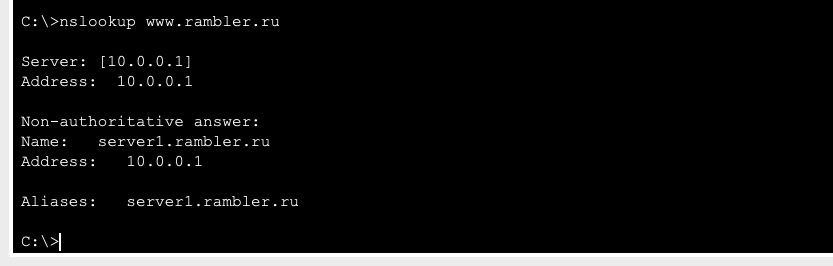 C:\>nslookup www.rambler.ru
Server: [10.0.0.1]
Address:  10.0.0.1
Non-authoritative answer:
Name:   server1.rambler.ru
Address:   10.0.0.1
Aliases:   server1.rambler.ru
C:\>